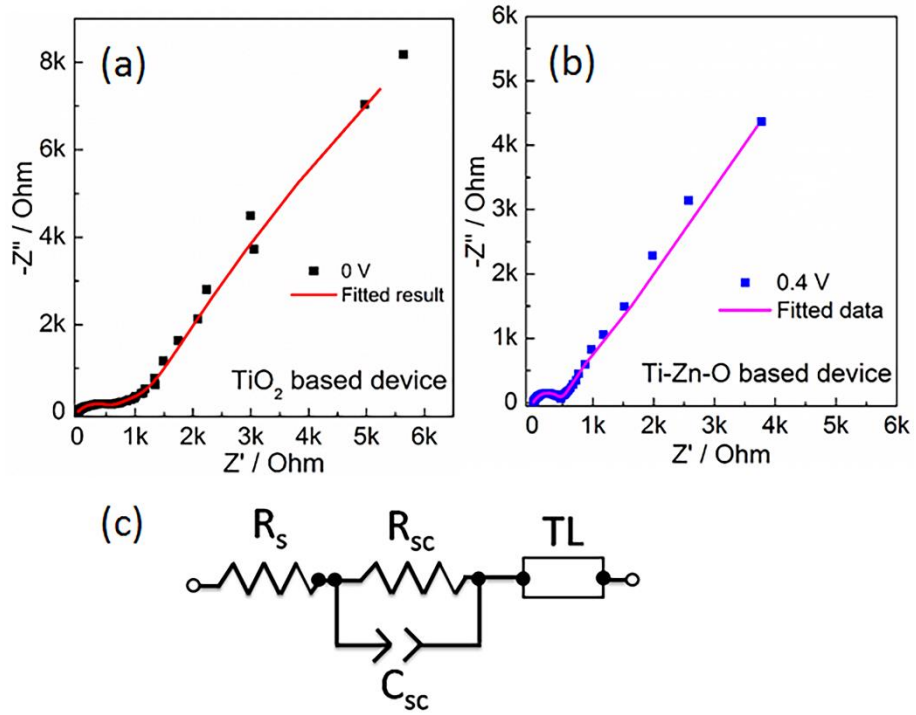 (a)
8k
6k
4k
2k
0
-Z" / Ohm
0 V
Fitted result
TiO₂ based device
0 1k 2k 3k 4k 5k 6k
Z' / Ohm
(b)
6k
5k
4k
3k
2k
1k
0
-Z" / Ohm
0.4 V
Fitted data
Ti-Zn-O based device
0 1k 2k 3k 4k 5k 6k
Z' / Ohm
(c)
Rₛ
R_sc
TL
C_sc